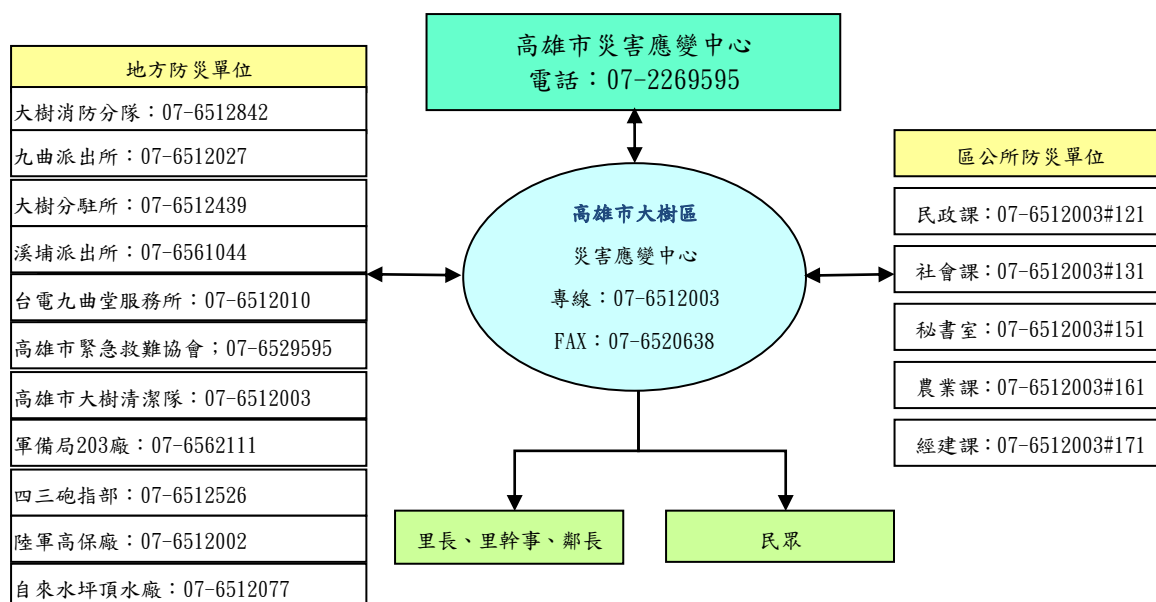 高雄市災害應變中心
電話：07-2269595
地方防災單位
大樹消防分隊：07-6512842
九曲派出所：07-6512027
大樹分駐所：07-6512439
溪埔派出所：07-6561044
台電九曲堂服務所：07-6512010
高雄市緊急救難協會；07-6529595
高雄市大樹清潔隊：07-6512003
軍備局203廠：07-6562111
四三砲指部：07-6512526
陸軍高保廠：07-6512002
自來水坪頂水廠：07-6512077
高雄市大樹區
災害應變中心
專線：07-6512003
FAX：07-6520638
區公所防災單位
民政課：07-6512003#121
社會課：07-6512003#131
秘書室：07-6512003#151
農業課：07-6512003#161
經建課：07-6512003#171
里長、里幹事、鄰長
民眾